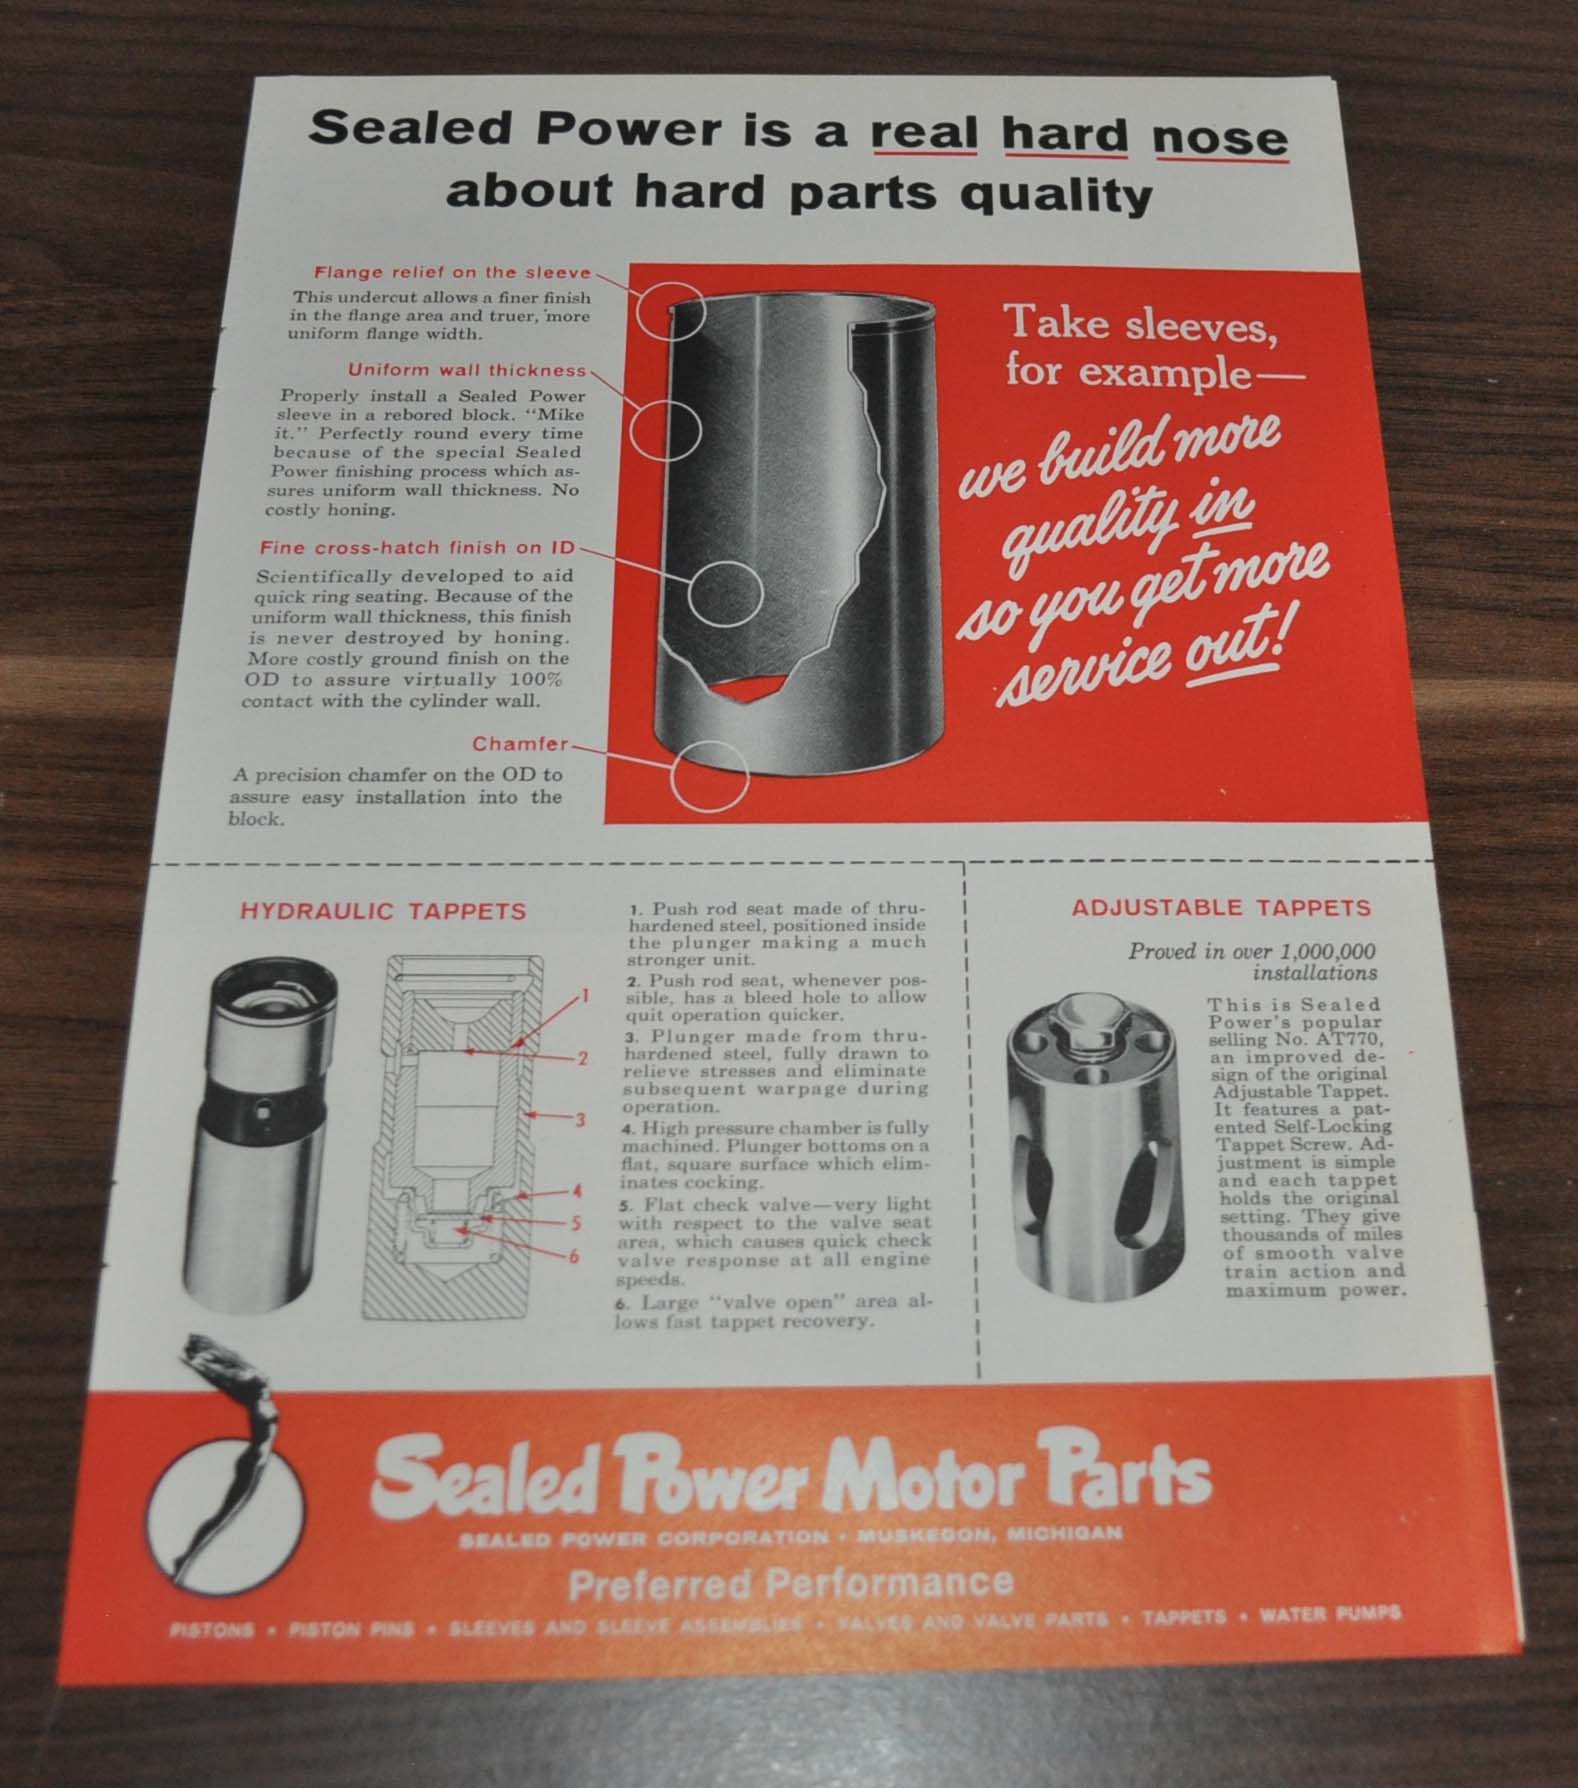 Sealed Power is a real hard nose
about hard parts quality
Flange relief on the sleeve
This undercut allows a finer finish
in the flange area and truer, more
uniform flange width.
Uniform wall thickness
Properly install a Sealed Power
sleeve in a rebored block. “Mike
it.” Perfectly round every time
because of the special Sealed
Power finishing process which as-
sures uniform wall thickness. No
costly honing.
Fine cross-hatch finish on ID
Scientifically developed to aid
quick ring seating. Because of the
uniform wall thickness, this finish
is never destroyed by honing.
More costly ground finish on the
OD to assure virtually 100%
contact with the cylinder wall.
Chamfer
A precision chamfer on the OD to
assure easy installation into the
block.
Take sleeves,
for example—
we build more
quality in
so you get more
service out!
HYDRAULIC TAPPETS
1
2
3
4
5
6
1. Push rod seat made of thru-
hardened steel, positioned inside
the plunger making a much
stronger unit.
2. Push rod seat, whenever pos-
sible, has a bleed hole to allow
quit operation quicker.
3. Plunger made from thru-
hardened steel, fully drawn to
relieve stresses and eliminate
subsequent warpage during
operation.
4. High pressure chamber is fully
machined. Plunger bottoms on a
flat, square surface which elim-
inates cocking.
5. Flat check valve—very light
with respect to the valve seat
area, which causes quick check
valve response at all engine
speeds.
6. Large “valve open” area al-
lows fast tappet recovery.
ADJUSTABLE TAPPETS
Proved in over 1,000,000
installations
This is Sealed
Power's popular
selling No. AT770,
an improved de-
sign of the original
Adjustable Tappet.
It features a pat-
ented Self-Locking
Tappet Screw. Ad-
justment is simple
and each tappet
holds the original
setting. They give
thousands of miles
of smooth valve
train action and
maximum power.
Sealed Power Motor Parts
SEALED POWER CORPORATION • MUSKEGON, MICHIGAN
Preferred Performance
PISTONS • PISTON PINS • SLEEVES AND SLEEVE ASSEMBLIES • VALVES AND VALVE PARTS • TAPPETS • WATER PUMPS